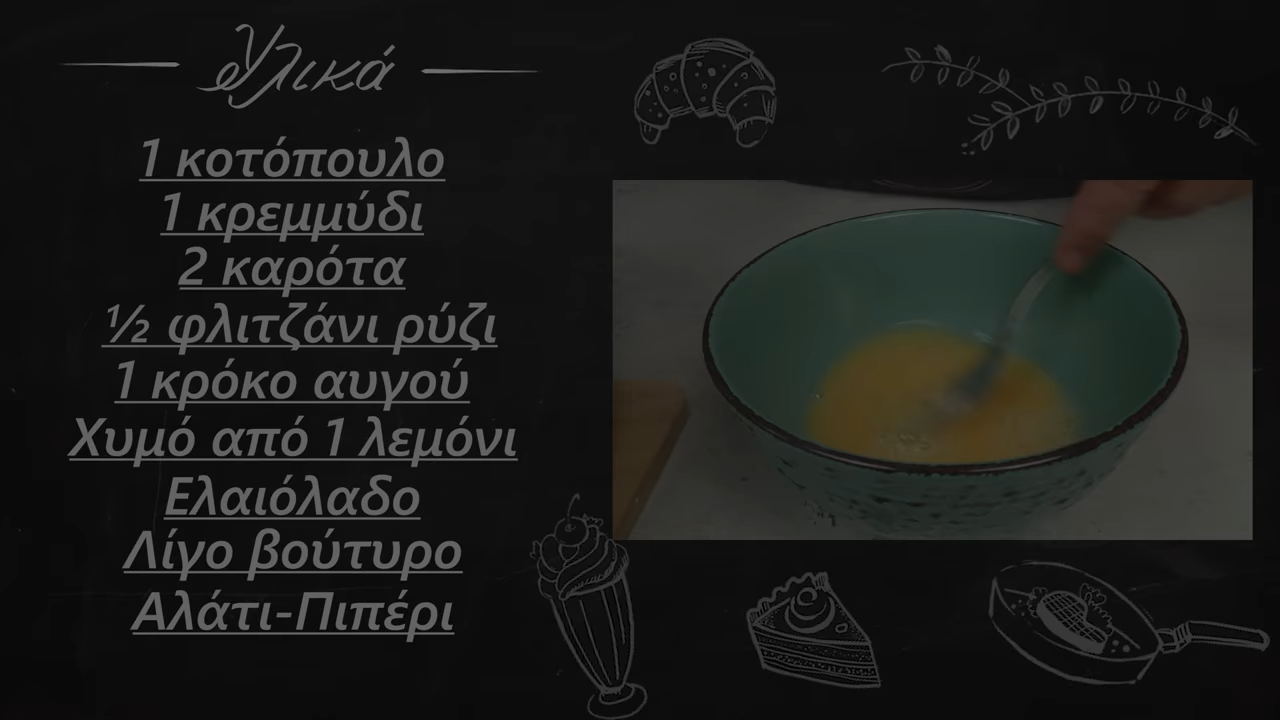 Υλικά
1 κοτόπουλο
1 κρεμμύδι
2 καρότα
½ φλιτζάνι ρύζι
1 κρόκο αυγού
Χυμό από 1 λεμόνι
Ελαιόλαδο
Λίγο βούτυρο
Αλάτι-Πιπέρι